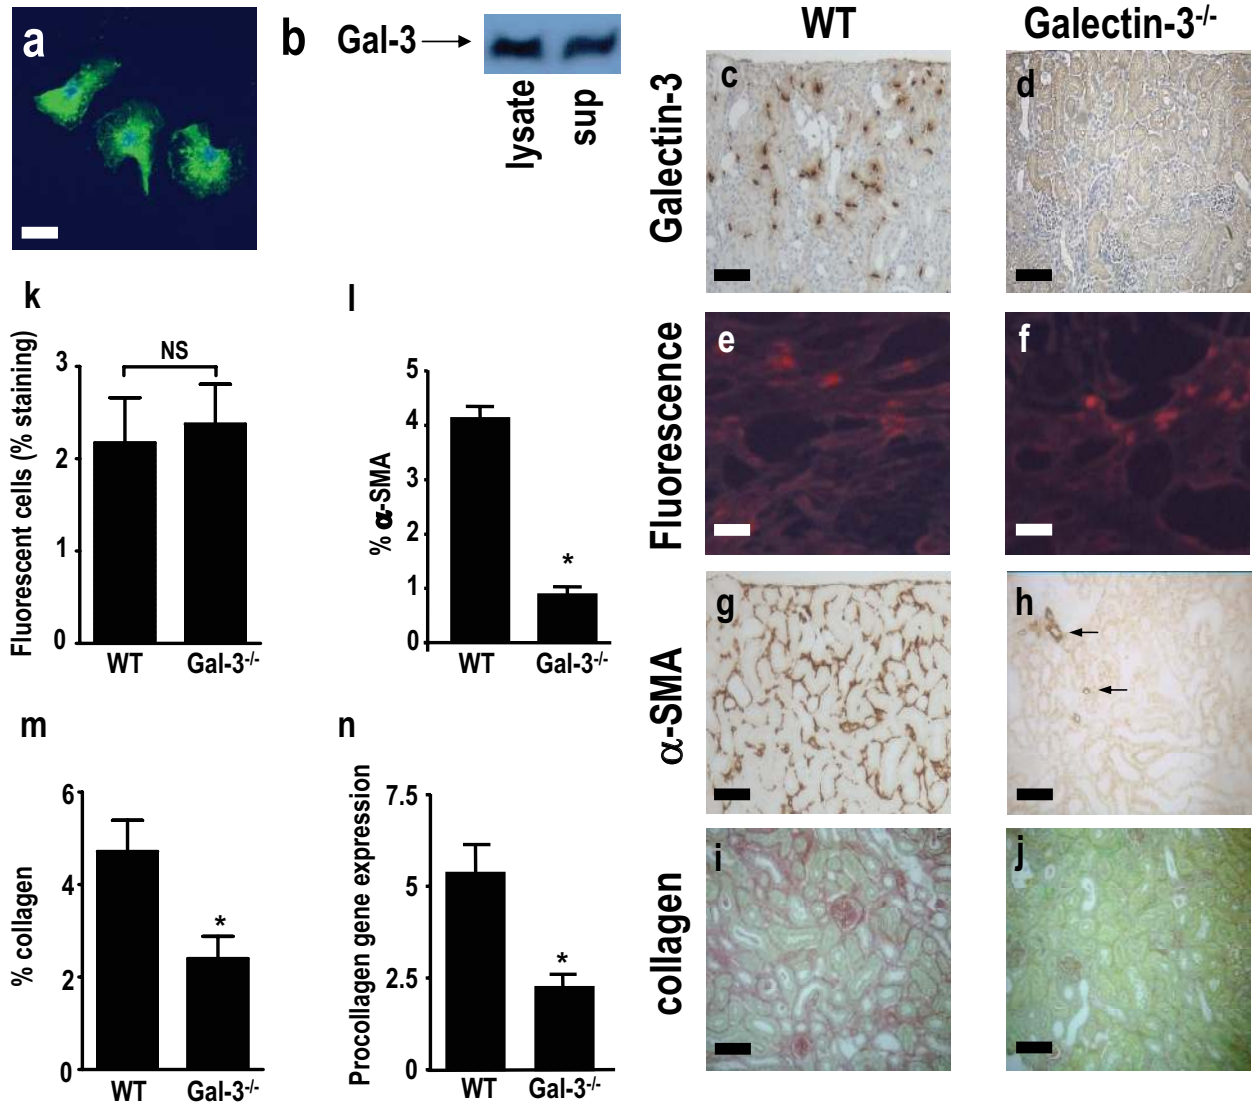 a
b
Gal-3
lysate
sup
WT
Galectin-3-/-
Galectin-3
c
d
Fluorescence
e
f
α-SMA
g
h
collagen
i
j
k
Fluorescent cells (% staining)
3
2
1
0
NS
WT
Gal-3-/-
l
% α-SMA
5
4
3
2
1
0
*
WT
Gal-3-/-
m
% collagen
6
4
2
0
*
WT
Gal-3-/-
n
Procollagen gene expression
7.5
5
2.5
0
*
WT
Gal-3-/-